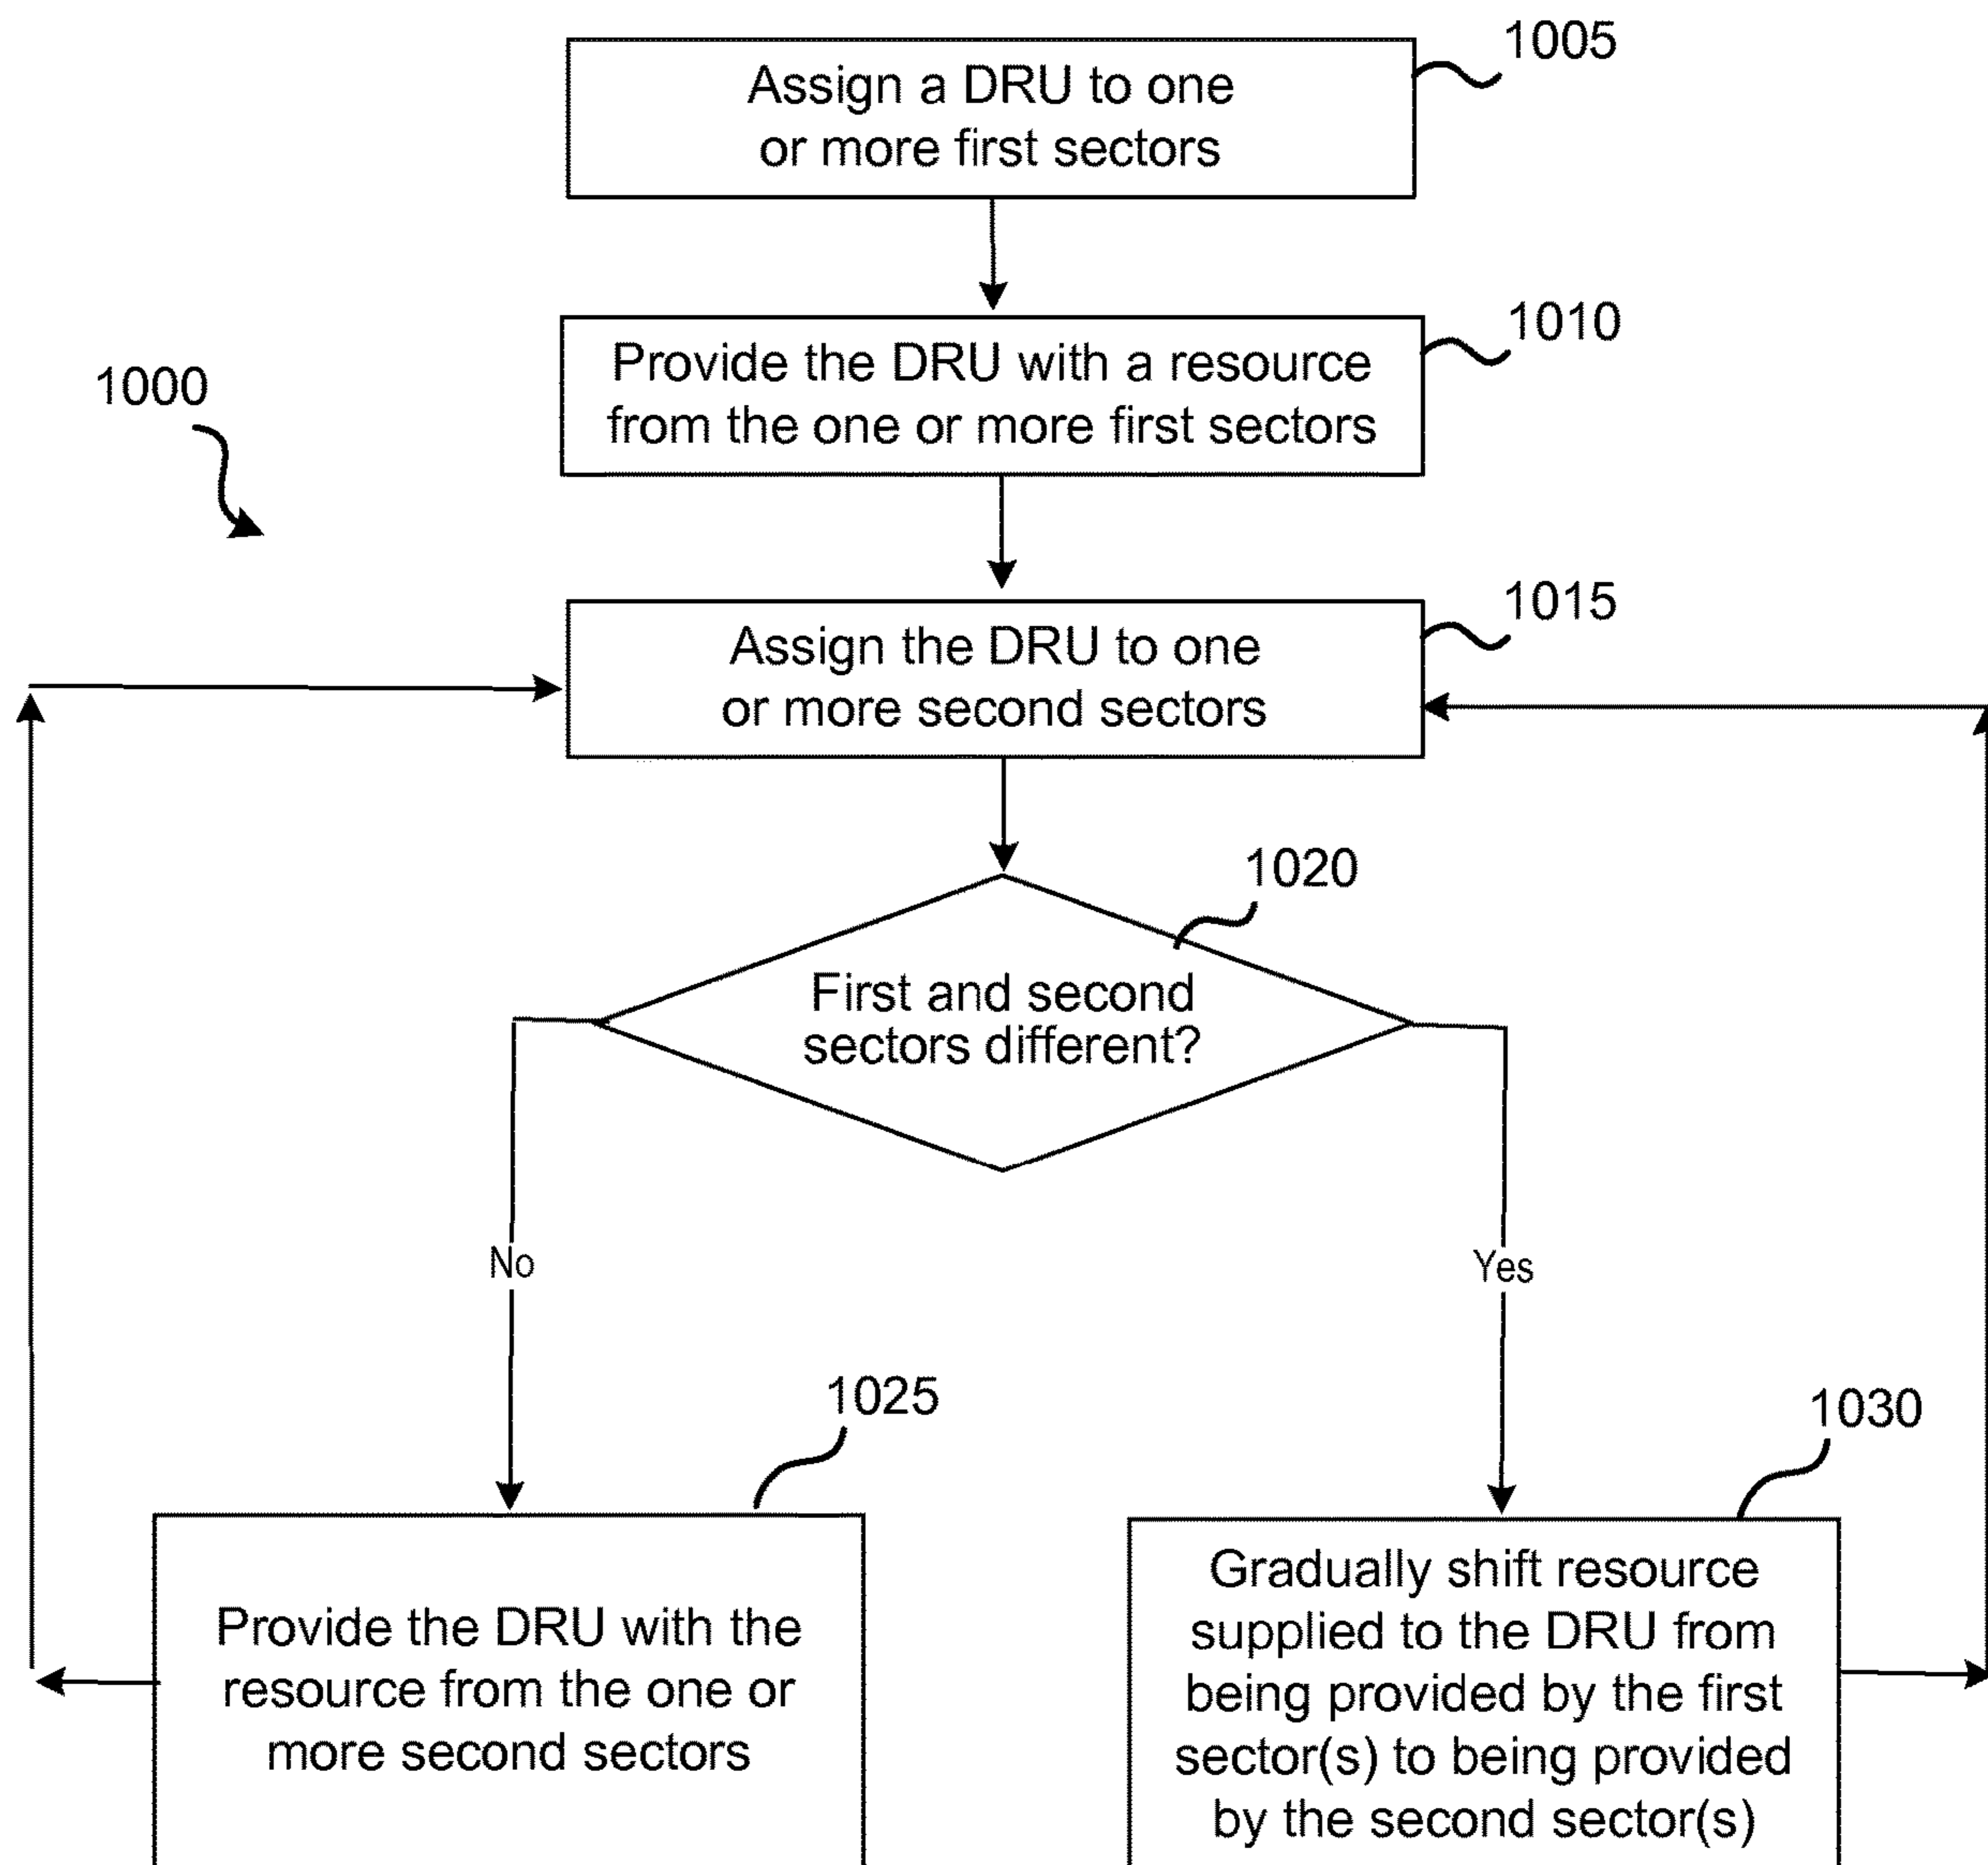 1005
Assign a DRU to one
or more first sectors
1010
Provide the DRU with a resource
from the one or more first sectors
1000
1015
Assign the DRU to one
or more second sectors
1020
First and second
sectors different?
No
Yes
1025
Provide the DRU with the
resource from the one or
more second sectors
1030
Gradually shift resource
supplied to the DRU from
being provided by the first
sector(s) to being provided
by the second sector(s)